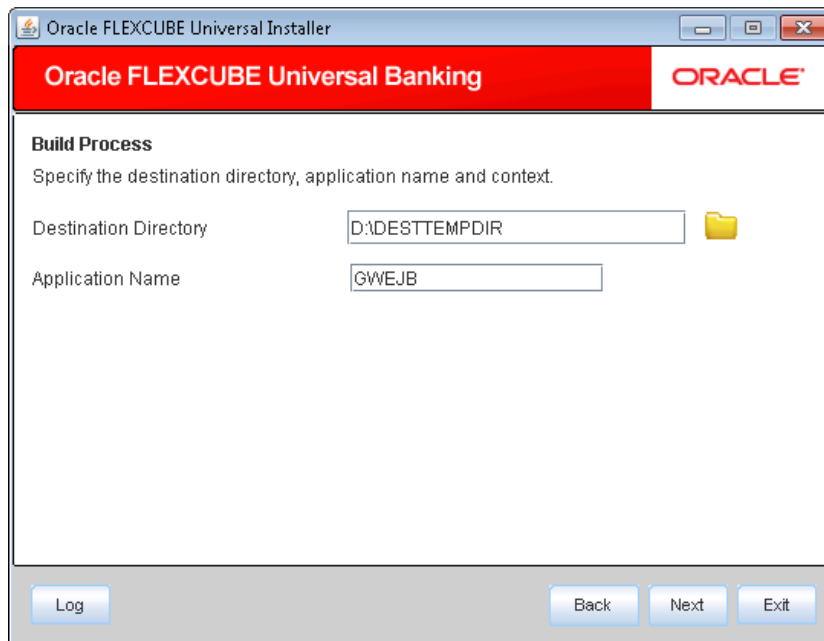 Oracle FLEXCUBE Universal Installer
Oracle FLEXCUBE Universal Banking
ORACLE
Build Process
Specify the destination directory, application name and context.
Destination Directory D:\DESTTEMPDIR
Application Name GWEJB
Log Back Next Exit